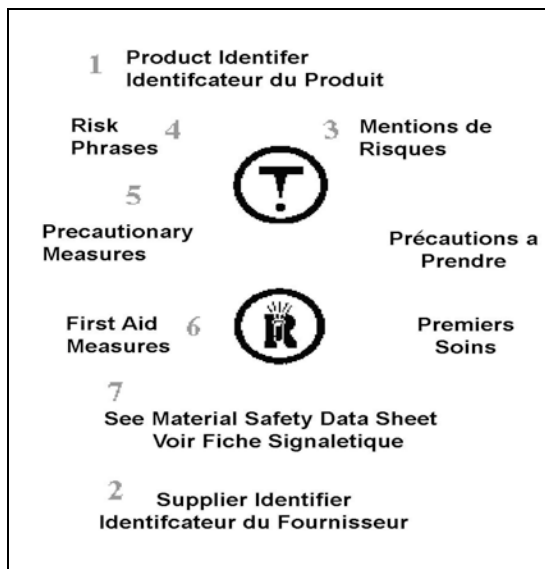 1 Product Identifer
Identifcateur du Produit
Risk 4
Phrases
3 Mentions de
Risques
T
5
Precautionary
Measures
Précautions a
Prendre
First Aid 6
Measures
R
Premiers
Soins
7
See Material Safety Data Sheet
Voir Fiche Signaletique
2 Supplier Identifier
Identifcateur du Fournisseur